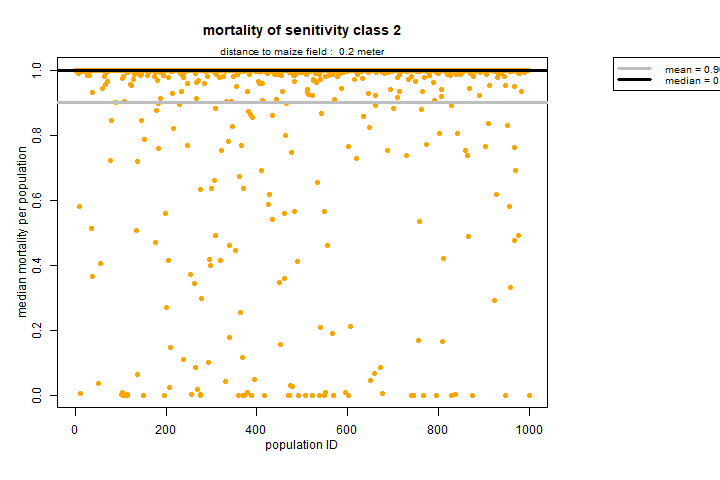 mortality of senitivity class 2
distance to maize field :  0.2 meter
mean = 0.90
median = 0
median mortality per population
1.0
0.8
0.6
0.4
0.2
0.0
0 200 400 600 800 1000
population ID